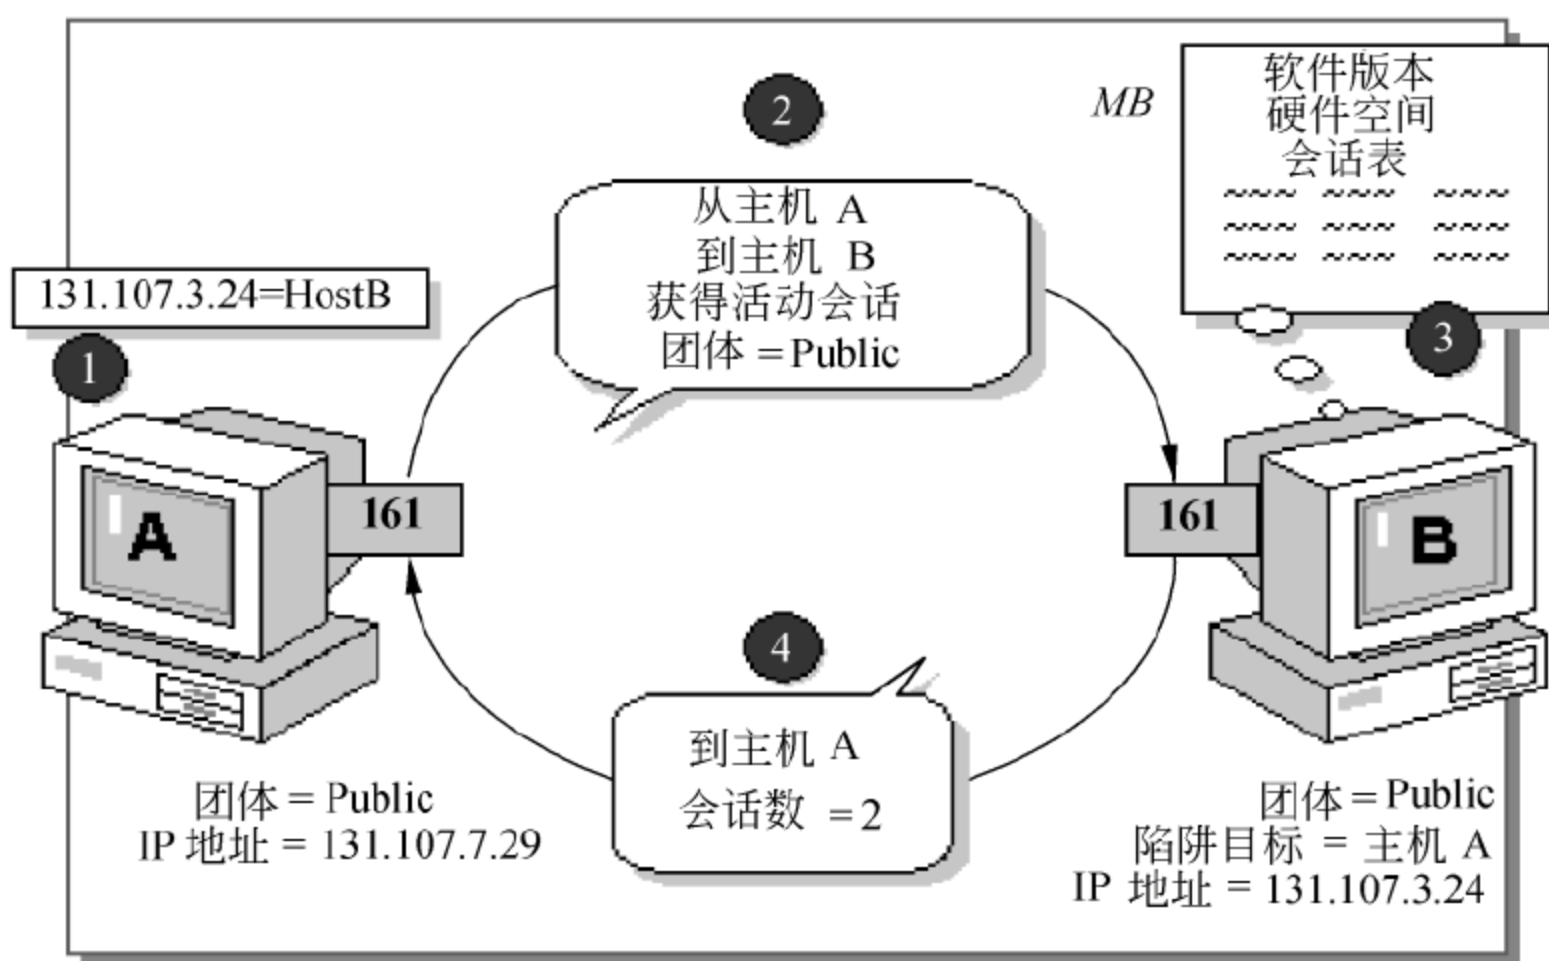 2
MB
软件版本
硬件空间
会话表
从主机 A
到主机 B
获得活动会话
团体 = Public
131.107.3.24=HostB
1
3
A
161
161
B
4
到主机 A
会话数 = 2
团体 = Public
IP 地址 = 131.107.7.29
团体 = Public
陷阱目标 = 主机 A
IP 地址 = 131.107.3.24